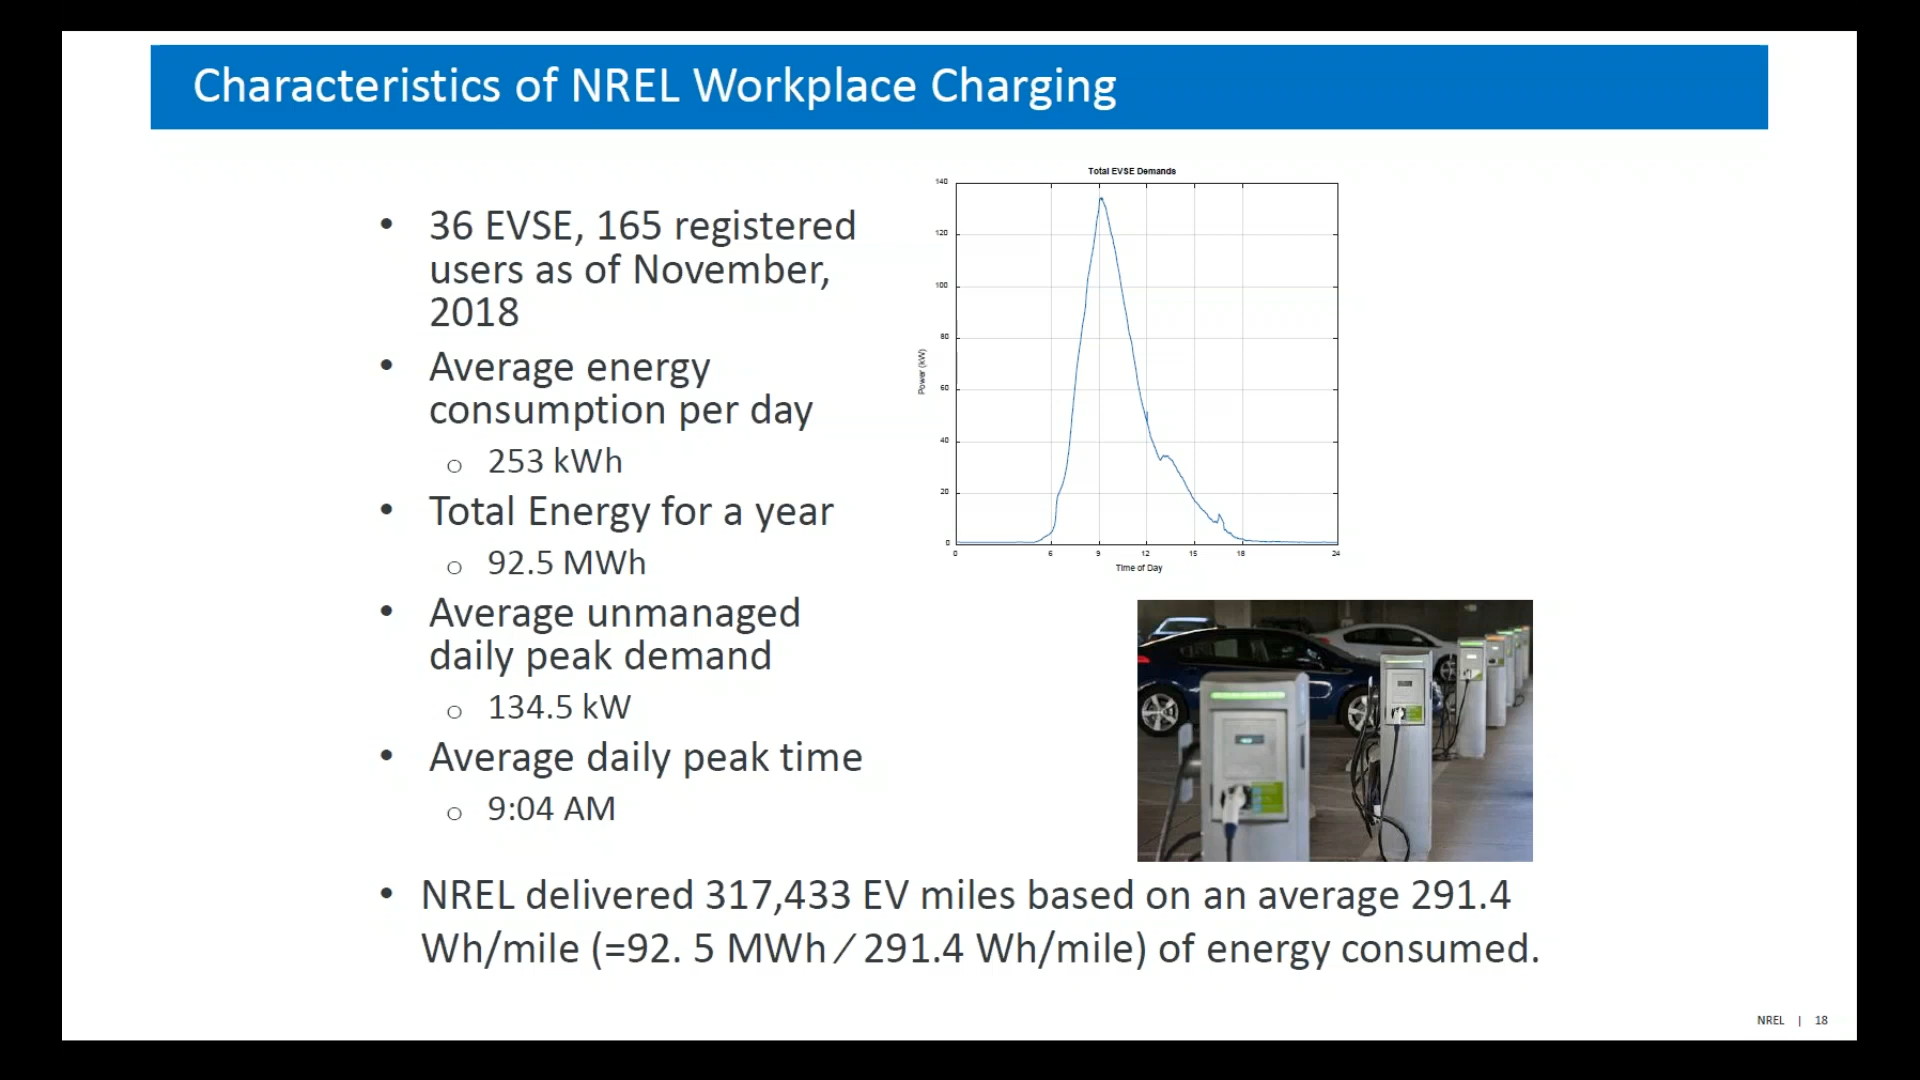 Characteristics of NREL Workplace Charging
• 36 EVSE, 165 registered
users as of November,
2018
• Average energy
consumption per day
o 253 kWh
• Total Energy for a year
o 92.5 MWh
• Average unmanaged
daily peak demand
o 134.5 kW
• Average daily peak time
o 9:04 AM
Total EVSE Demands
140
120
100
80
60
40
20
0
Power (kW)
0 6 9 12 15 18 24
Time of Day
• NREL delivered 317,433 EV miles based on an average 291.4
Wh/mile (=92. 5 MWh ∕ 291.4 Wh/mile) of energy consumed.
NREL | 18